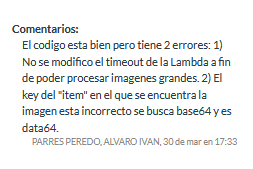 Comentarios:
El codigo esta bien pero tiene 2 errores: 1)
No se modifico el timeout de la Lambda a fin
de poder procesar imagenes grandes. 2) El
key del "item" en el que se encuentra la
imagen esta incorrecto se busca base64 y es
data64.
PARRES PEREDO, ALVARO IVAN, 30 de mar en 17:33